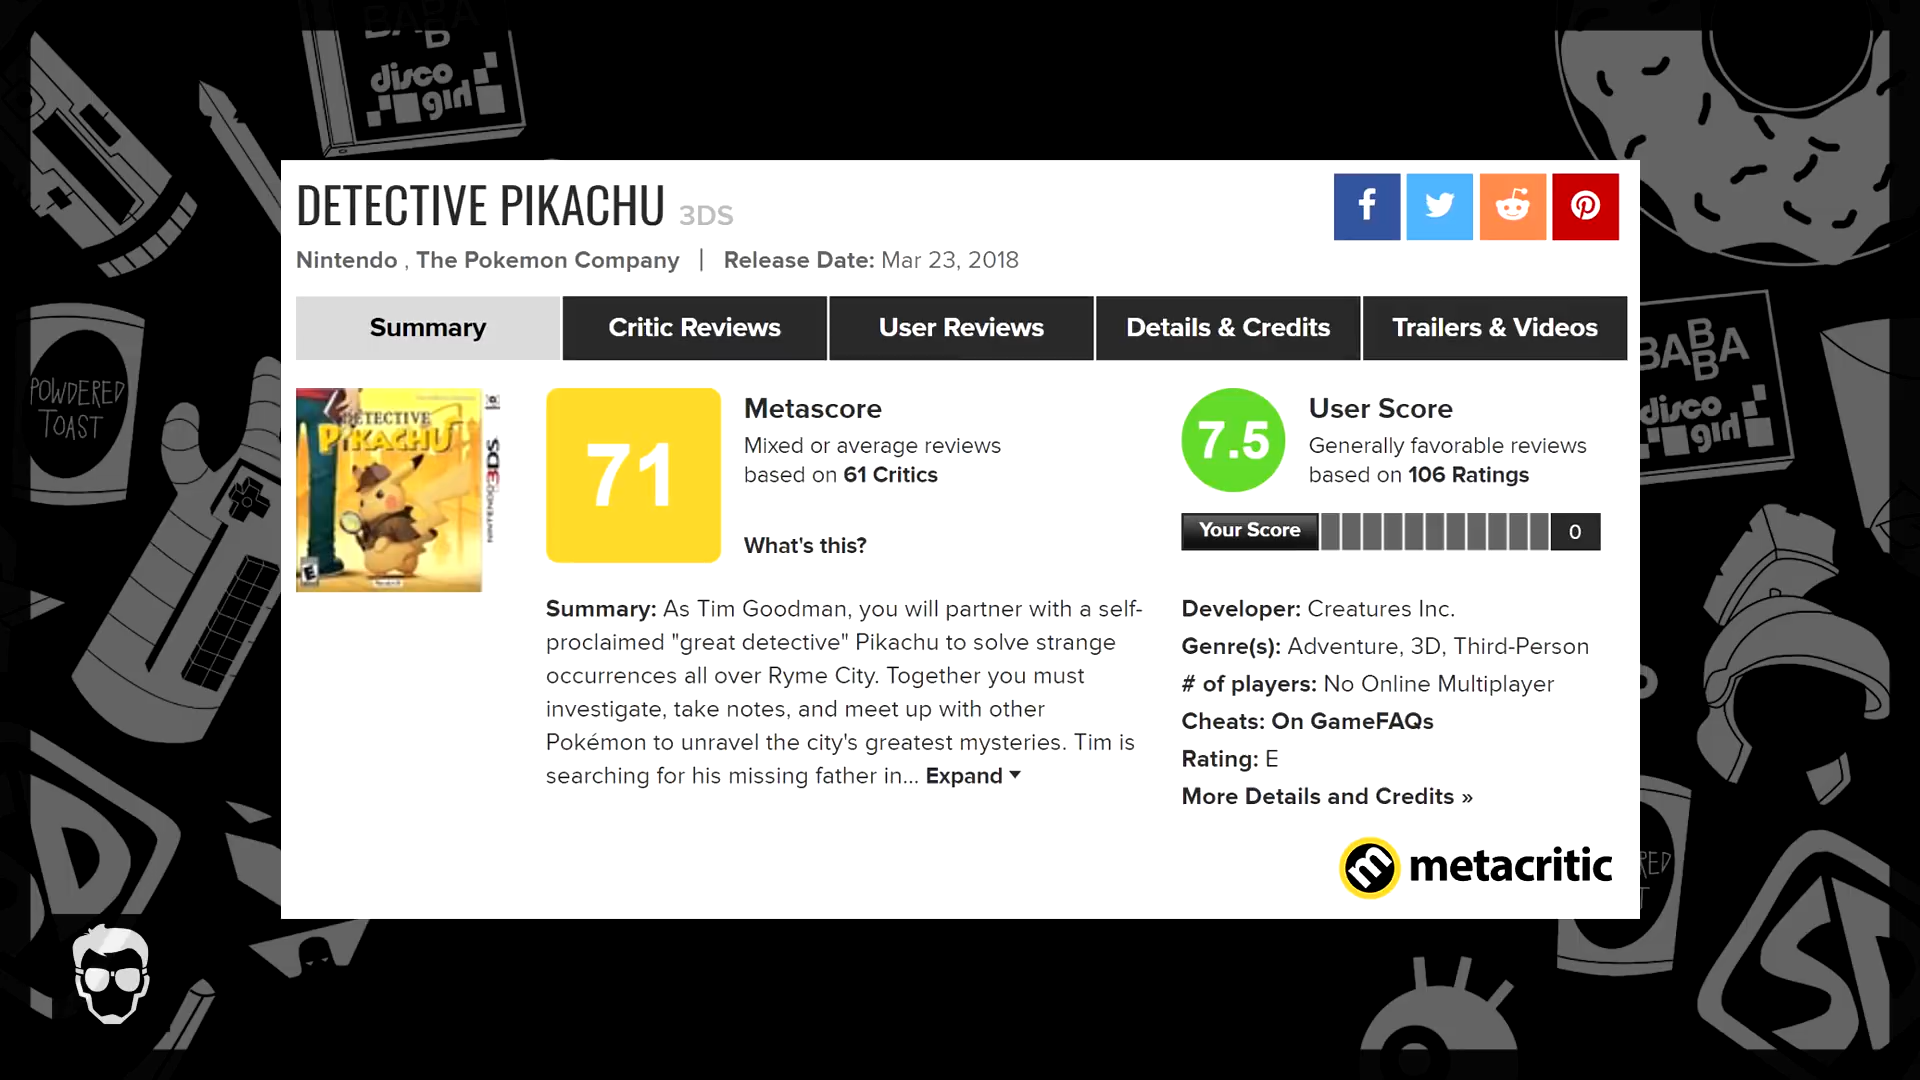 BABA
B
disco
girl
DETECTIVE PIKACHU 3DS
Nintendo , The Pokemon Company | Release Date: Mar 23, 2018
Summary
Critic Reviews
User Reviews
Details & Credits
Trailers & Videos
POWDERED
TOAST
DETECTIVE
PIKACHU
NINTENDO 3DS
E
71
Metascore
Mixed or average reviews
based on 61 Critics
What's this?
7.5
User Score
Generally favorable reviews
based on 106 Ratings
Your Score
0
Summary: As Tim Goodman, you will partner with a self-
proclaimed "great detective" Pikachu to solve strange
occurrences all over Ryme City. Together you must
investigate, take notes, and meet up with other
Pokémon to unravel the city's greatest mysteries. Tim is
searching for his missing father in... Expand
Developer: Creatures Inc.
Genre(s): Adventure, 3D, Third-Person
# of players: No Online Multiplayer
Cheats: On GameFAQs
Rating: E
More Details and Credits »
metacritic
BABBBA
disco
girl
RED
T